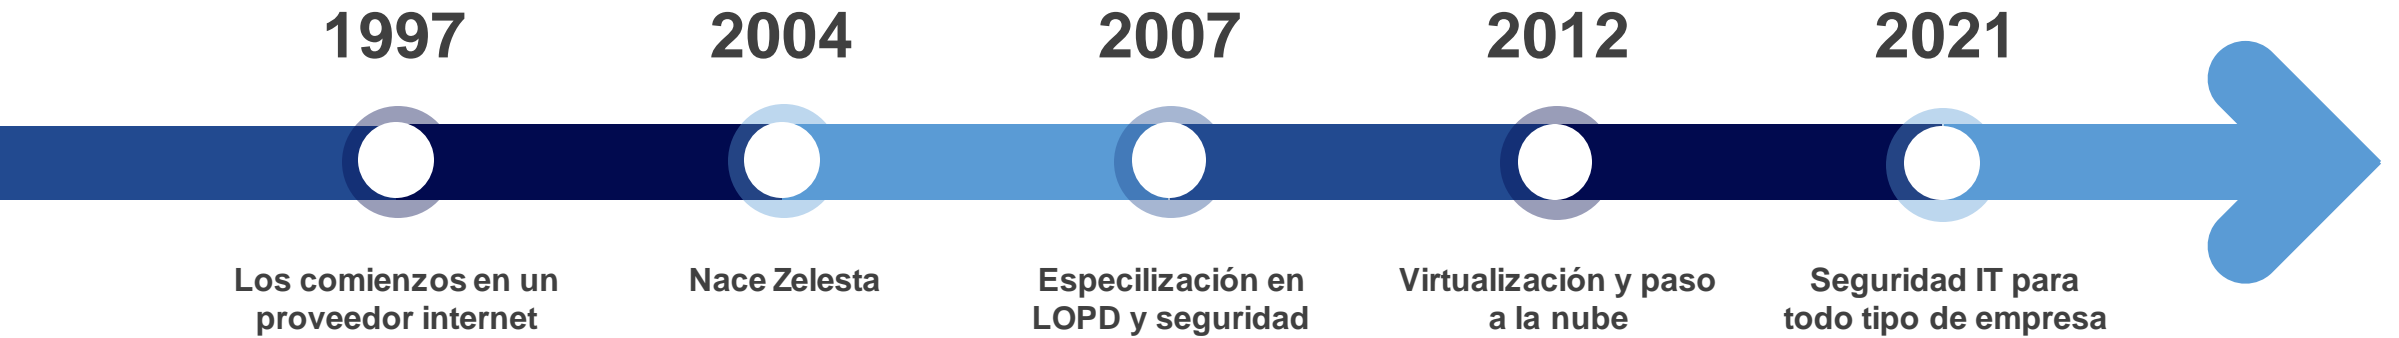 1997
2004
2007
2012
2021
Los comienzos en un
proveedor internet
Nace Zelesta
Especilización en
LOPD y seguridad
Virtualización y paso
a la nube
Seguridad IT para
todo tipo de empresa